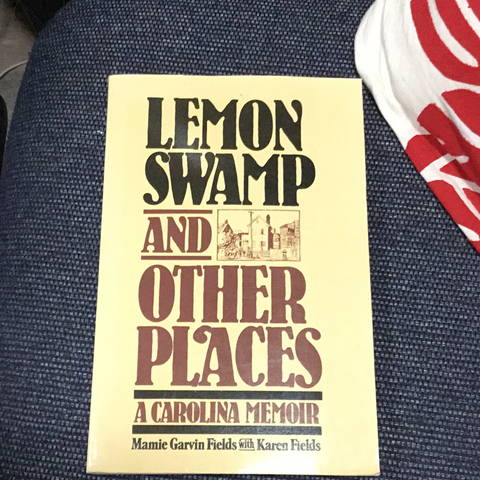 LEMON
SWAMP
AND
OTHER
PLACES
A CAROLINA MEMOIR
Mamie Garvin Fields with Karen Fields